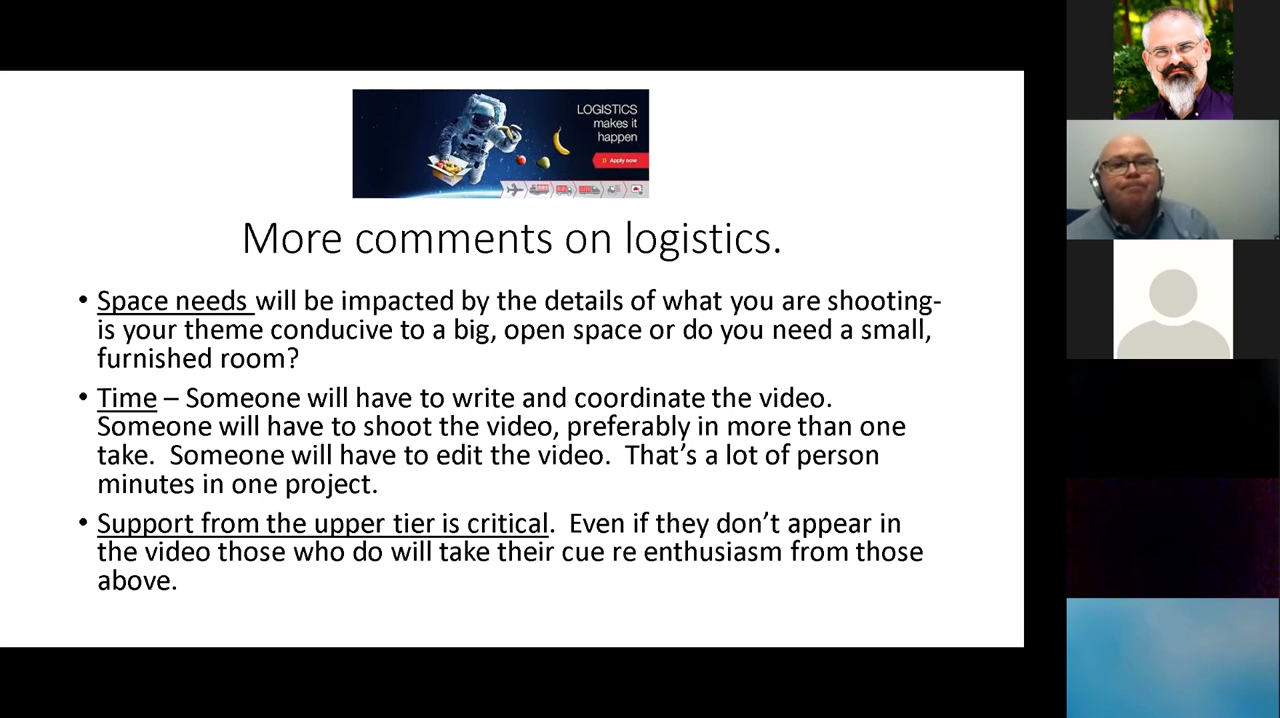 LOGISTICS
makes it
happen
Apply now
More comments on logistics.
• Space needs will be impacted by the details of what you are shooting-
is your theme conducive to a big, open space or do you need a small,
furnished room?
• Time – Someone will have to write and coordinate the video.
Someone will have to shoot the video, preferably in more than one
take.  Someone will have to edit the video.  That’s a lot of person
minutes in one project.
• Support from the upper tier is critical.  Even if they don’t appear in
the video those who do will take their cue re enthusiasm from those
above.